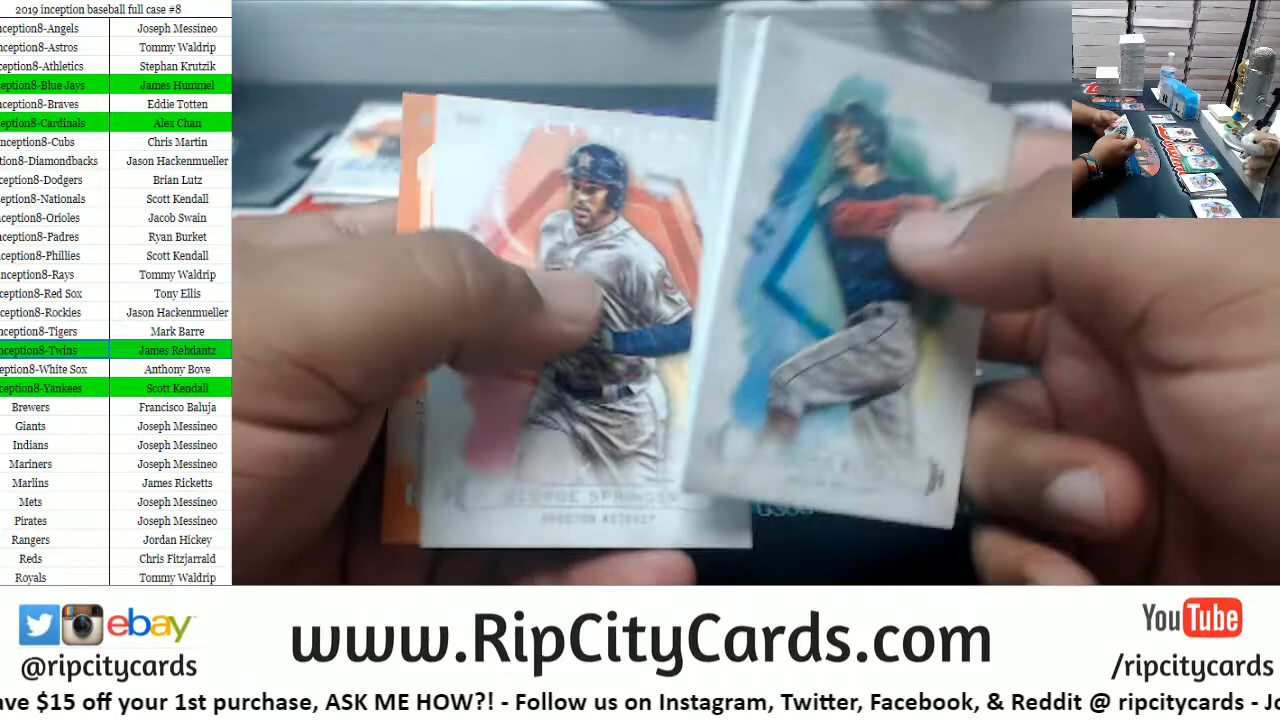 2019 inception baseball full case #8
nception8-Angels Joseph Messineo
nception8-Astros Tommy Waldrip
ception8-Athletics Stephan Krutzik
ception8-Blue Jays James Hummel
nception8-Braves Eddie Totten
ception8-Cardinals Alex Chan
nception8-Cubs Chris Martin
tion8-Diamondbacks Jason Hackenmueller
nception8-Dodgers Brian Lutz
ception8-Nationals Scott Kendall
nception8-Orioles Jacob Swain
nception8-Padres Ryan Burket
nception8-Phillies Scott Kendall
nception8-Rays Tommy Waldrip
ception8-Red Sox Tony Ellis
nception8-Rockies Jason Hackenmueller
nception8-Tigers Mark Barre
nception8-Twins James Rehdantz
eption8-White Sox Anthony Bove
nception8-Yankees Scott Kendall
Brewers Francisco Baluja
Giants Joseph Messineo
Indians Joseph Messineo
Mariners Joseph Messineo
Marlins James Ricketts
Mets Joseph Messineo
Pirates Joseph Messineo
Rangers Jordan Hickey
Reds Chris Fitzjarrald
Royals Tommy Waldrip
GEORGE SPRINGER
HOUSTON ASTROS
ebay
@ripcitycards
www.RipCityCards.com
YouTube
/ripcitycards
ave $15 off your 1st purchase, ASK ME HOW?! - Follow us on Instagram, Twitter, Facebook, & Reddit @ ripcitycards - Jo